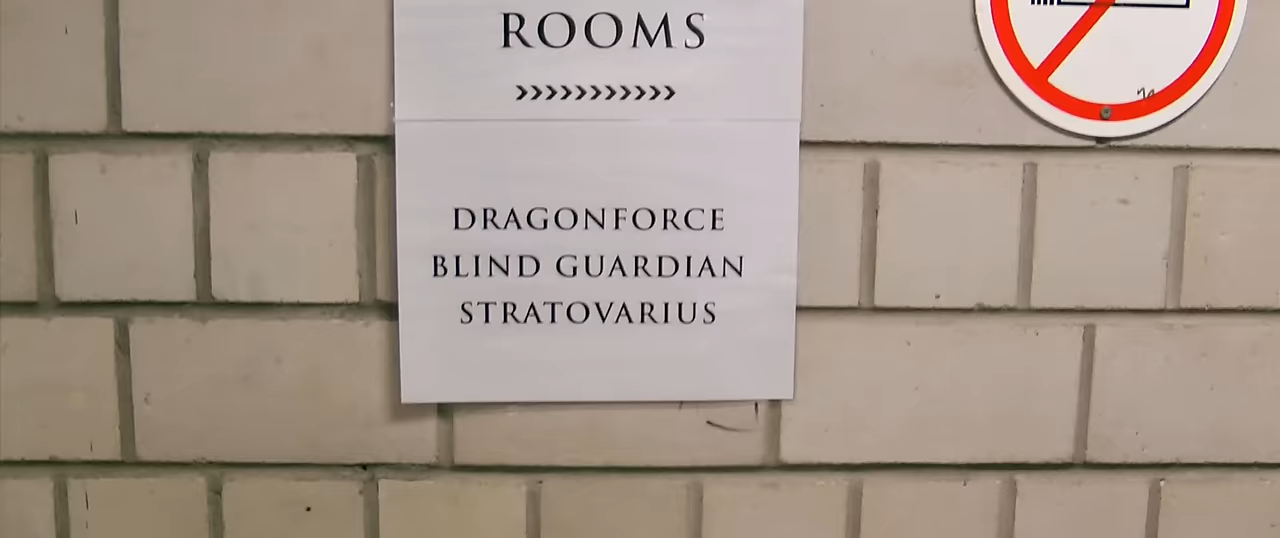 ROOMS
›››››››››››
DRAGONFORCE
BLIND GUARDIAN
STRATOVARIUS